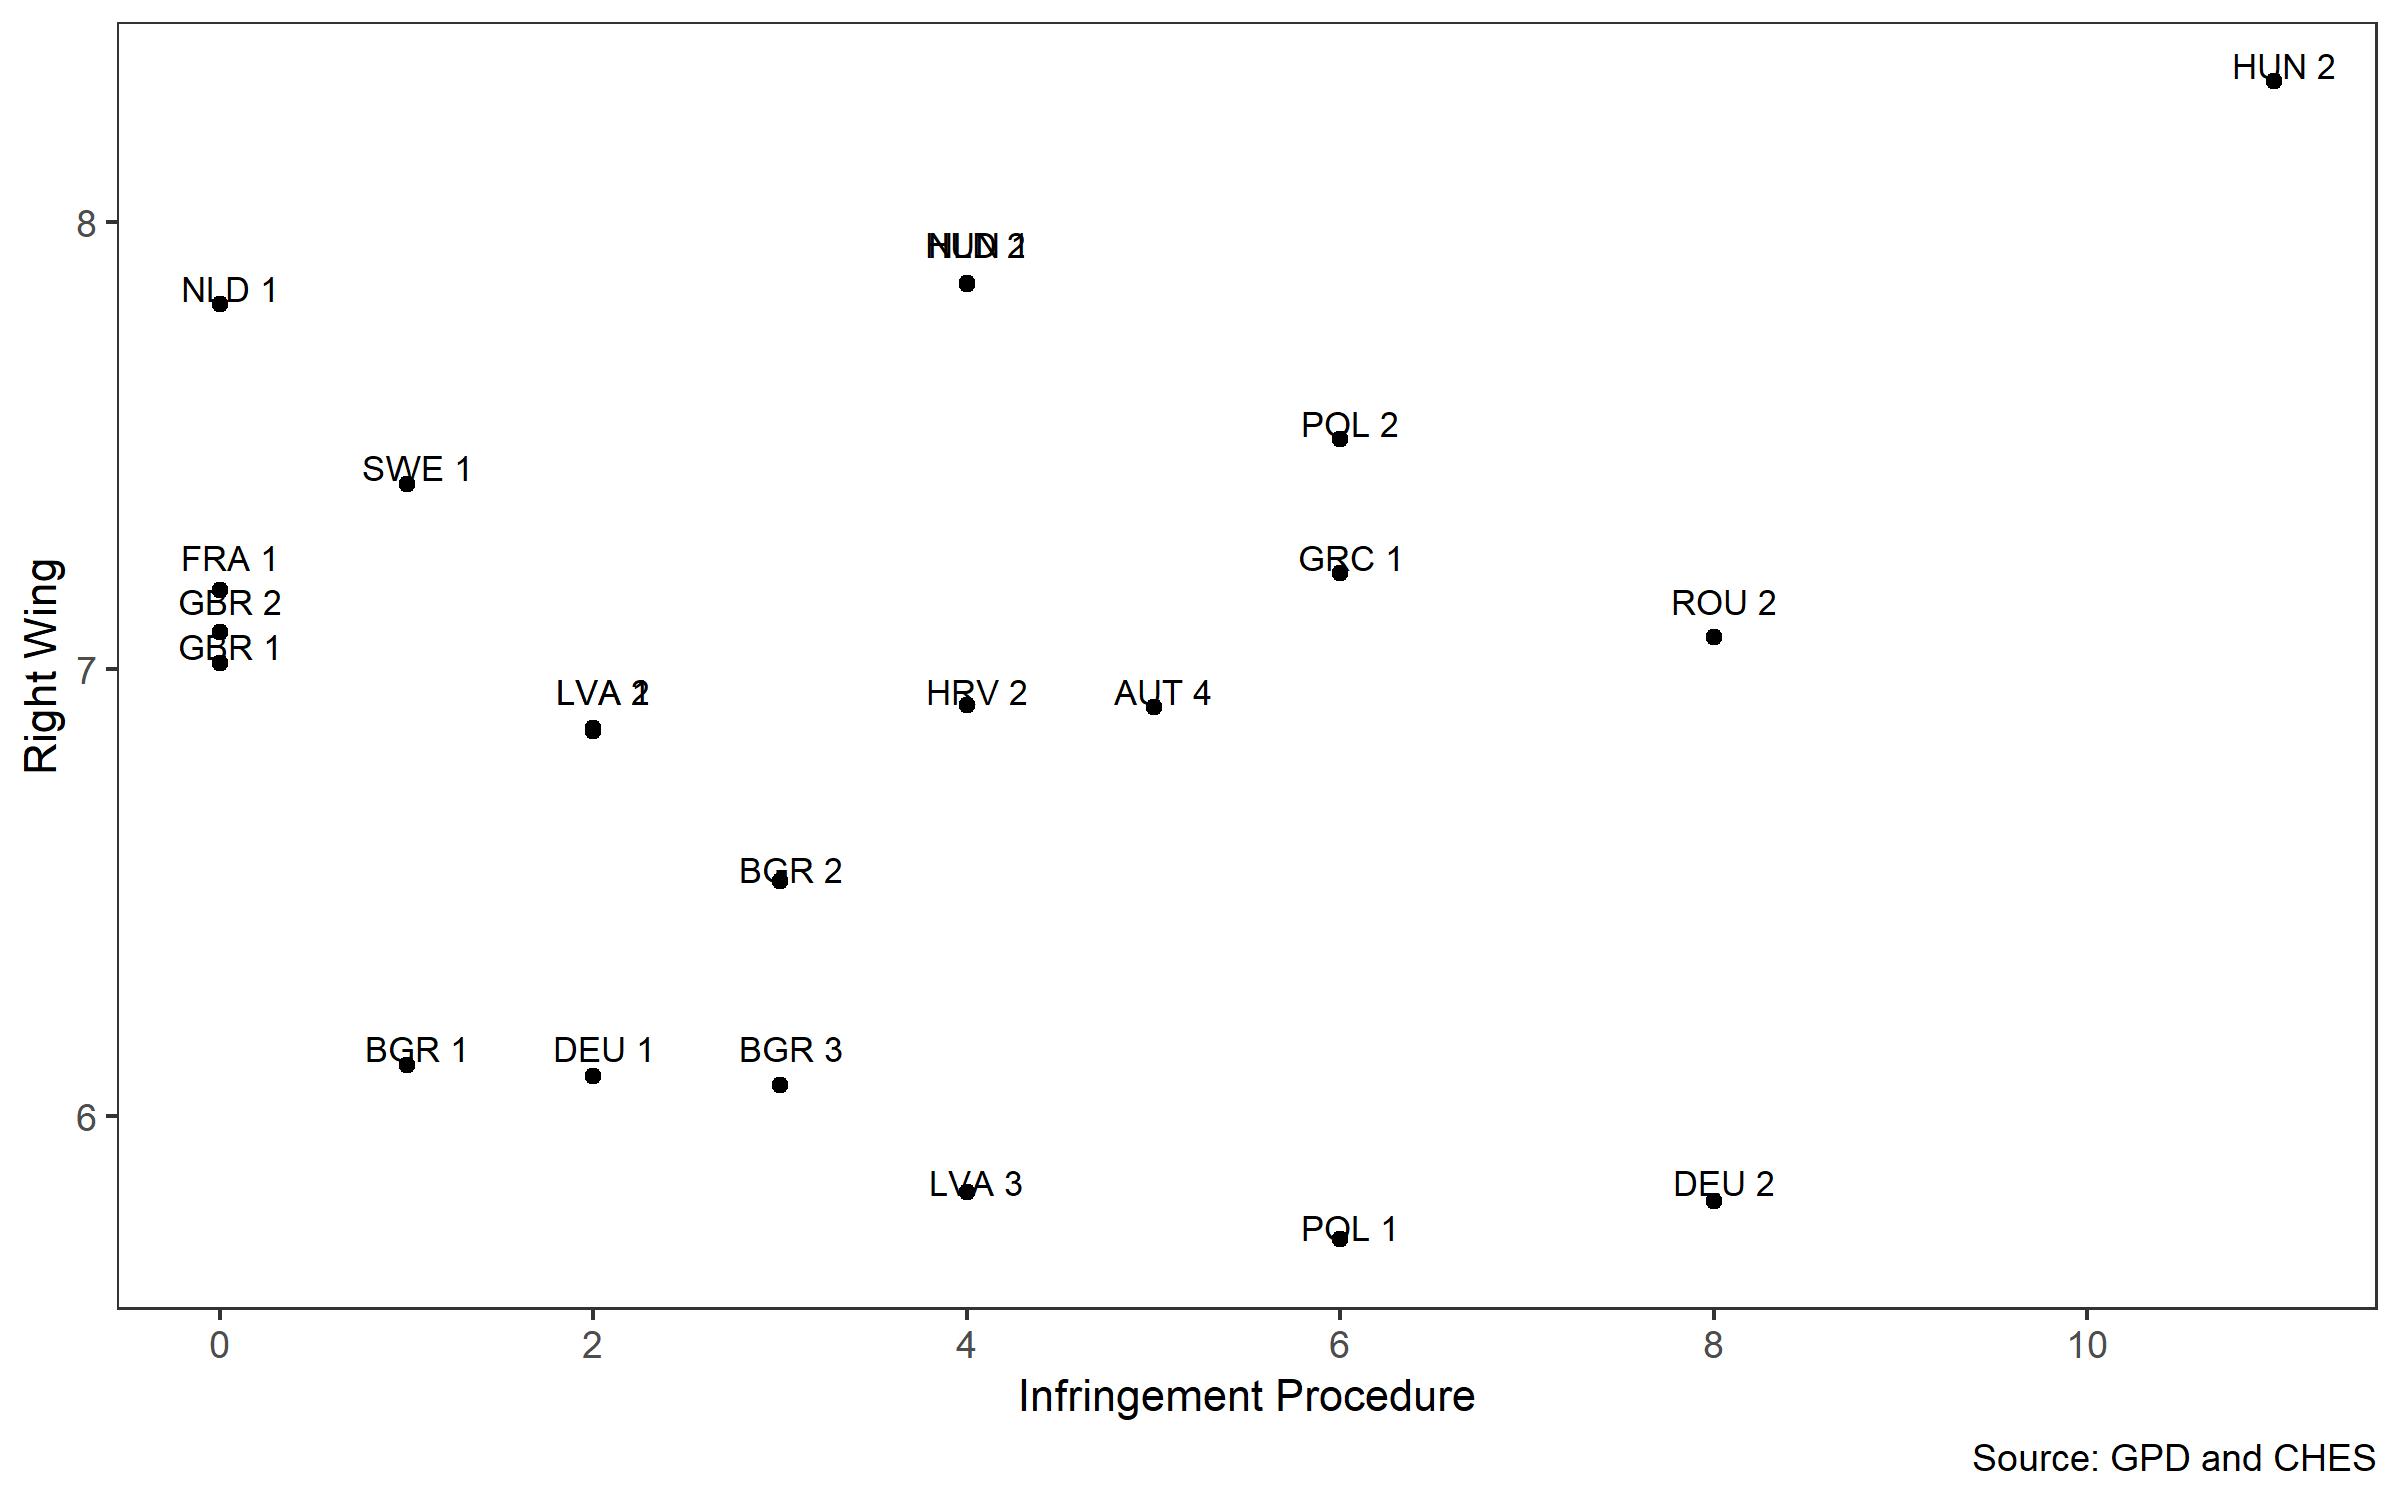 HUN 2
8
NLD 1
POL 2
SWE 1
FRA 1
GRC 1
GBR 2
ROU 2
GBR 1
7
Right Wing
LVA
HRV 2
AUT 4
BGR 2
BGR 1
DEU 1
BGR 3
6
LVA 3
DEU 2
POL 1
0 2 4 6 8 10
Infringement Procedure
Source: GPD and CHES